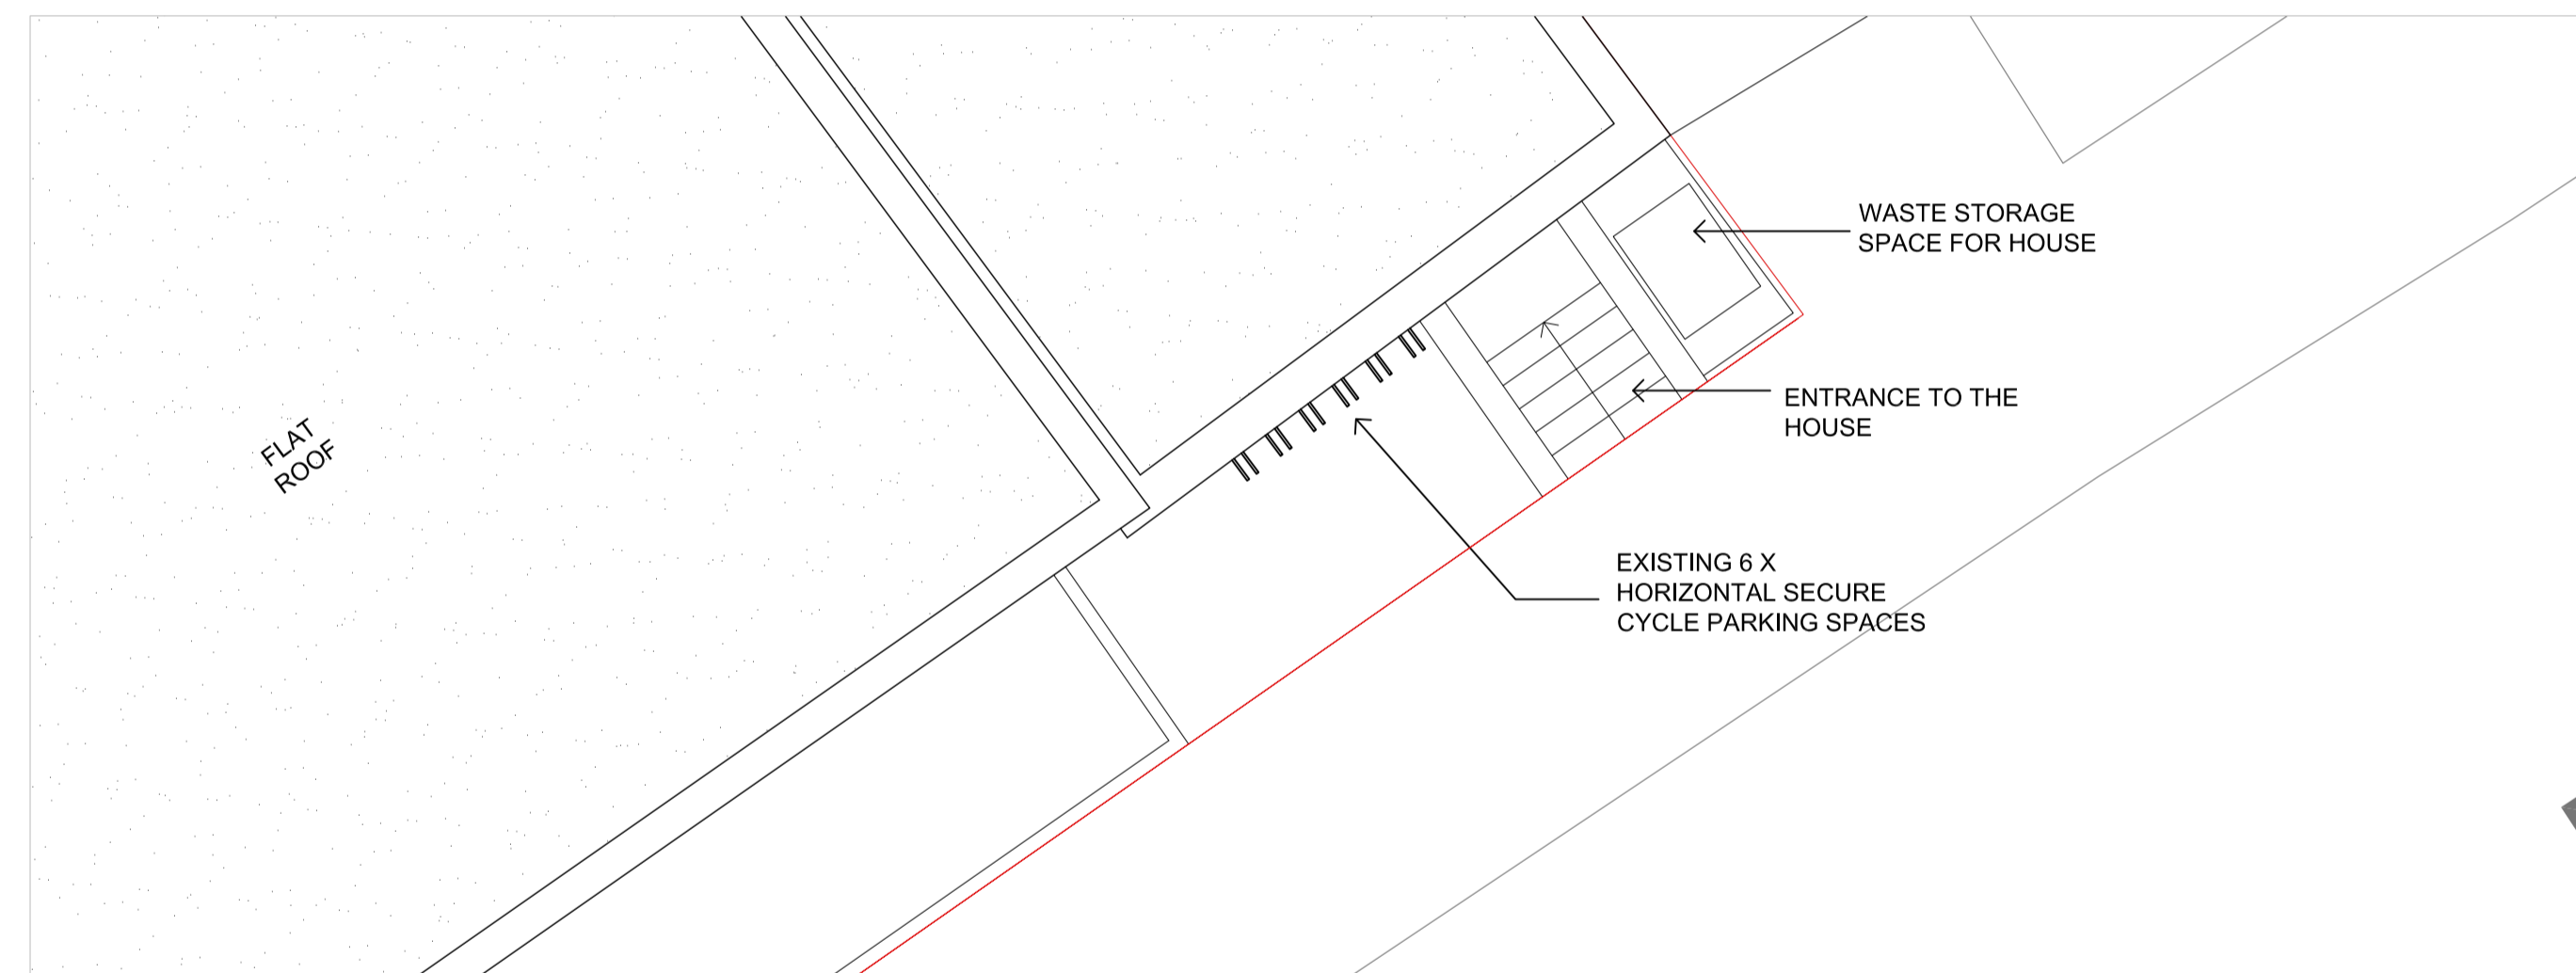 WASTE STORAGE
SPACE FOR HOUSE
ENTRANCE TO THE
HOUSE
FLAT
ROOF
EXISTING 6 X
HORIZONTAL SECURE
CYCLE PARKING SPACES